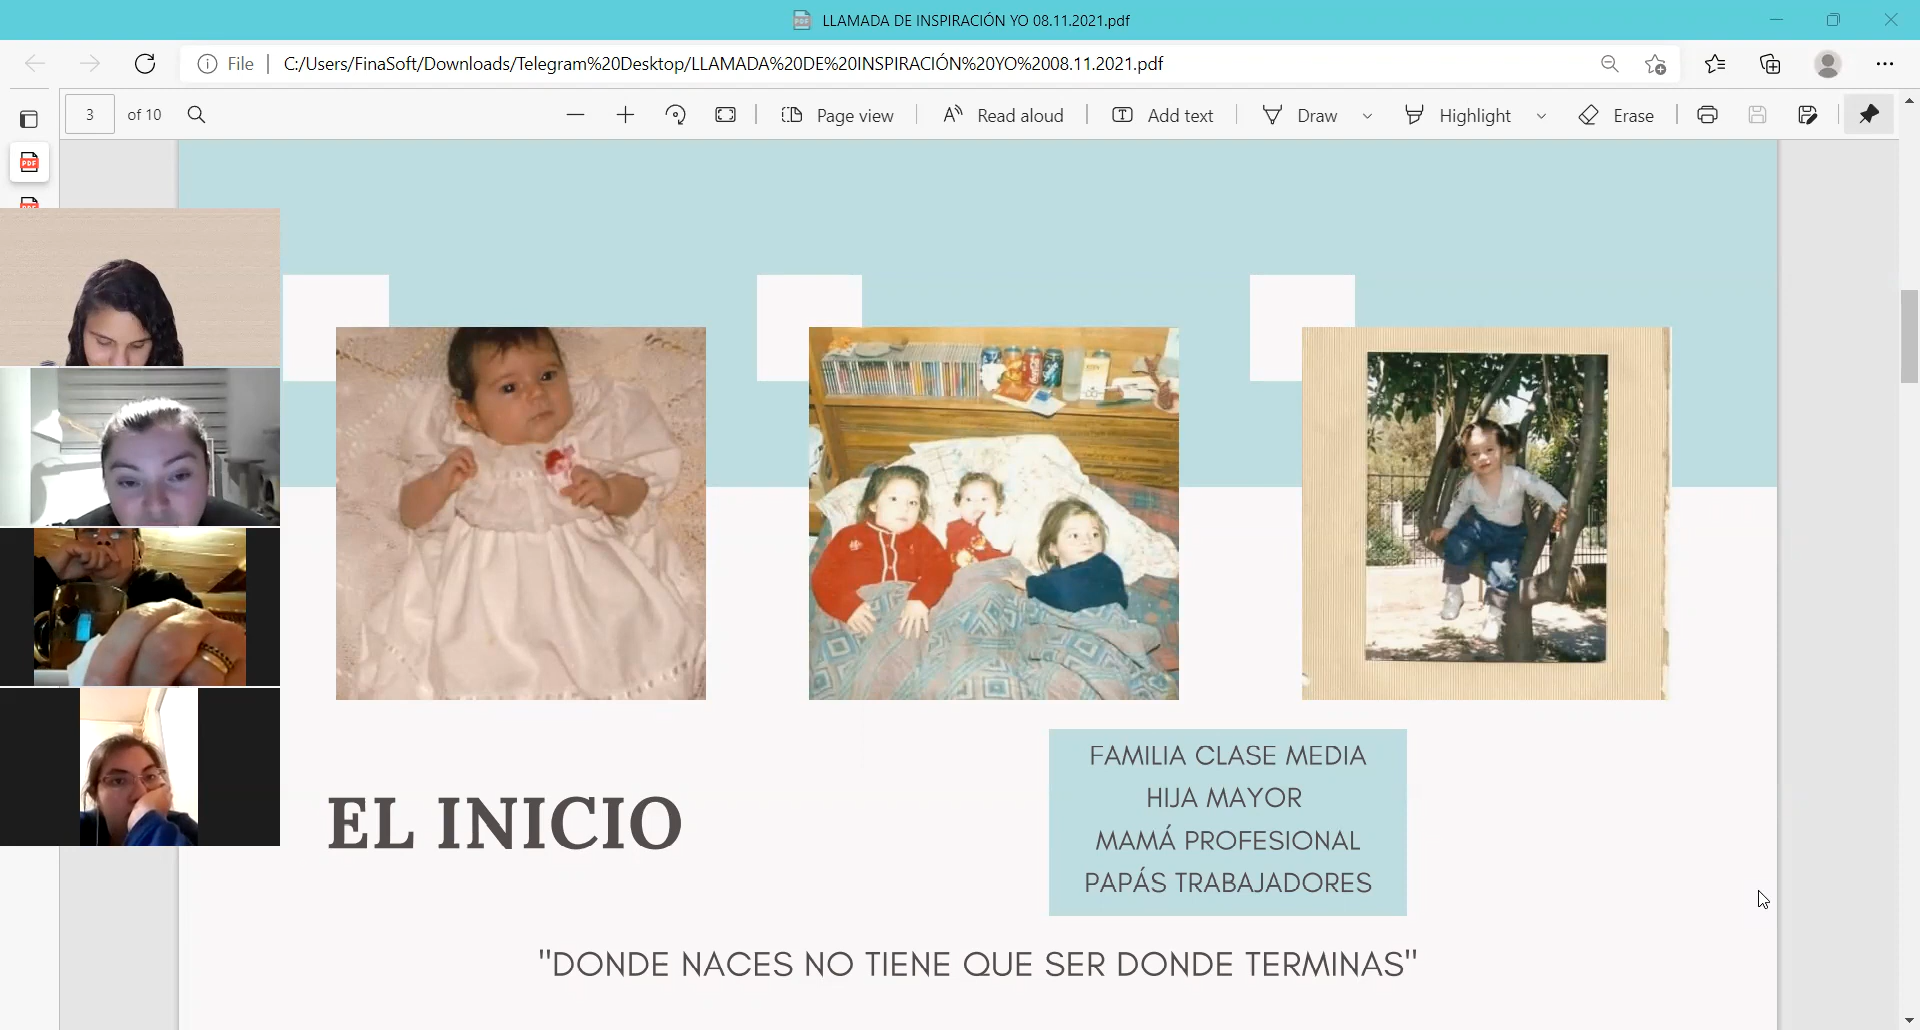 LLAMADA DE INSPIRACIÓN YO 08.11.2021.pdf
File
C:/Users/FinaSoft/Downloads/Telegram%20Desktop/LLAMADA%20DE%20INSPIRACIÓN%20YO%2008.11.2021.pdf
3 of 10
Page view
Read aloud
Add text
Draw
Highlight
Erase
PDF
EL INICIO
FAMILIA CLASE MEDIA
HIJA MAYOR
MAMÁ PROFESIONAL
PAPÁS TRABAJADORES
"DONDE NACES NO TIENE QUE SER DONDE TERMINAS"